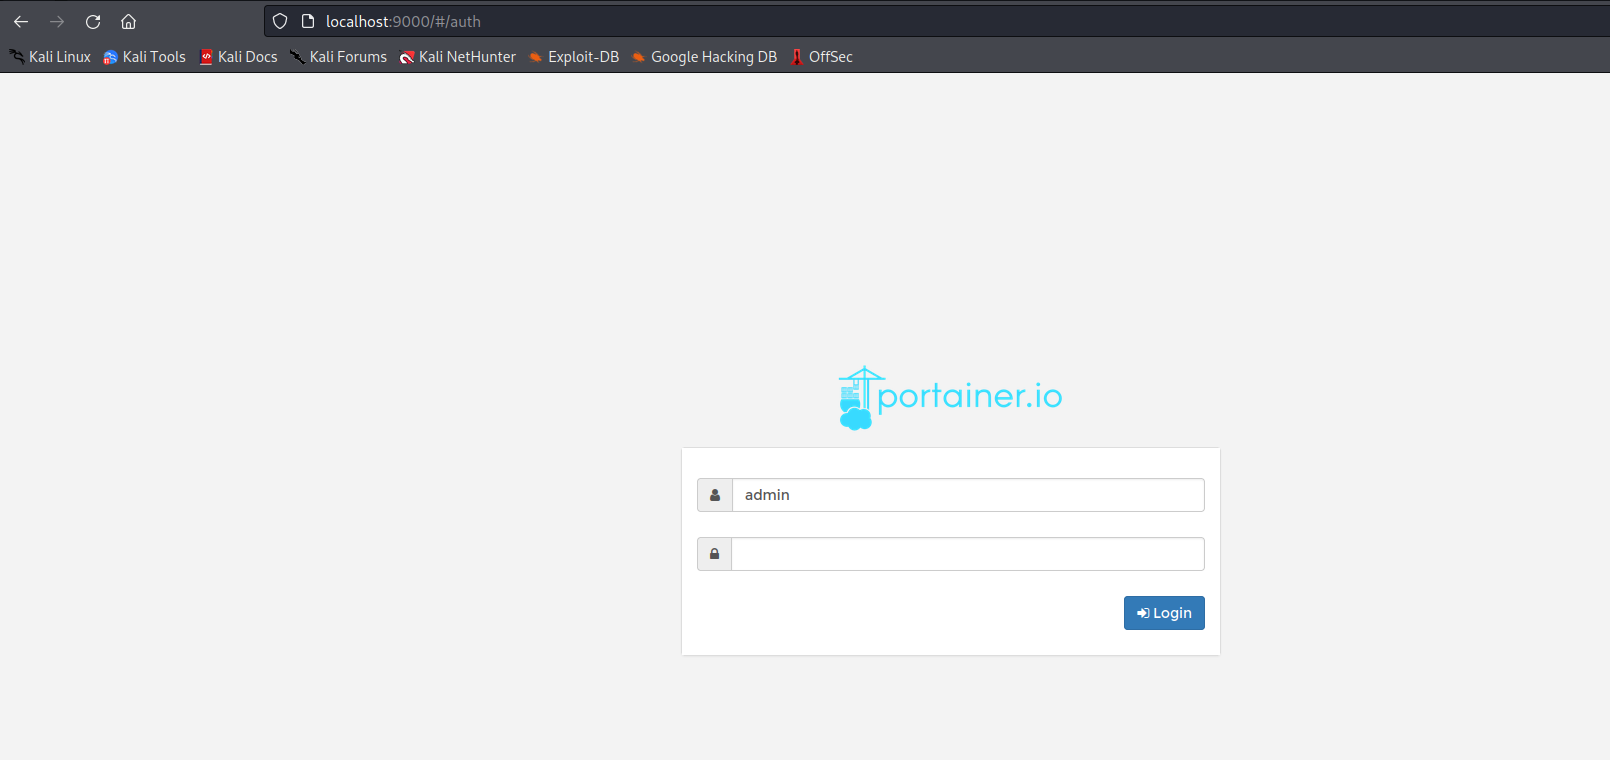 localhost:9000/#/auth
Kali Linux Kali Tools Kali Docs Kali Forums Kali NetHunter Exploit-DB Google Hacking DB OffSec
portainer.io
admin
Login